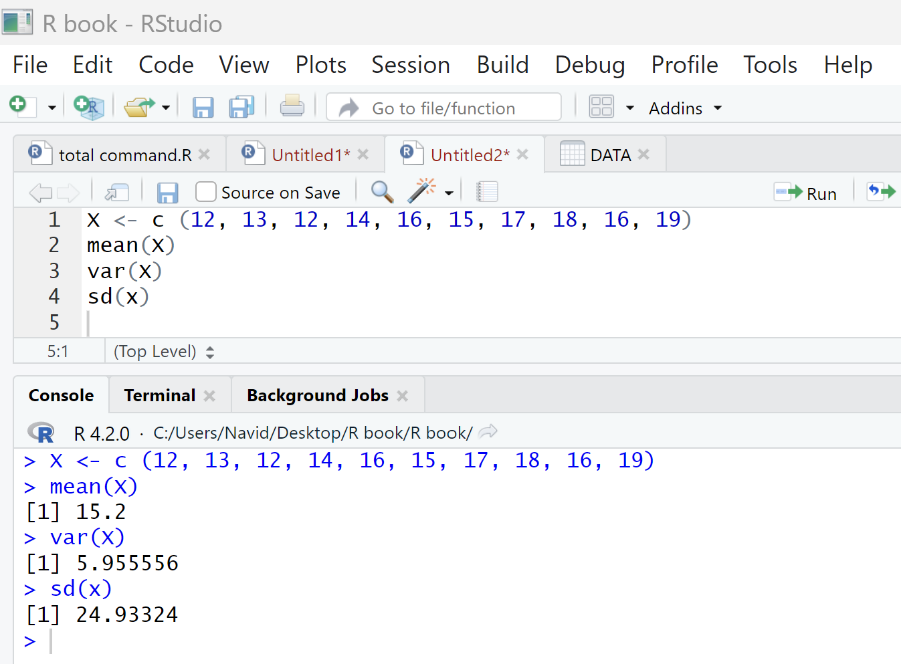 R book - RStudio
File Edit Code View Plots Session Build Debug Profile Tools Help
Go to file/function Addins
total command.R Untitled1* Untitled2* DATA
Source on Save Run
1 X <- c (12, 13, 12, 14, 16, 15, 17, 18, 16, 19)
2 mean(X)
3 var(X)
4 sd(x)
5
5:1 (Top Level)
Console Terminal Background Jobs
R R 4.2.0 · C:/Users/Navid/Desktop/R book/R book/
> X <- c (12, 13, 12, 14, 16, 15, 17, 18, 16, 19)
> mean(X)
[1] 15.2
> var(X)
[1] 5.955556
> sd(x)
[1] 24.93324
>